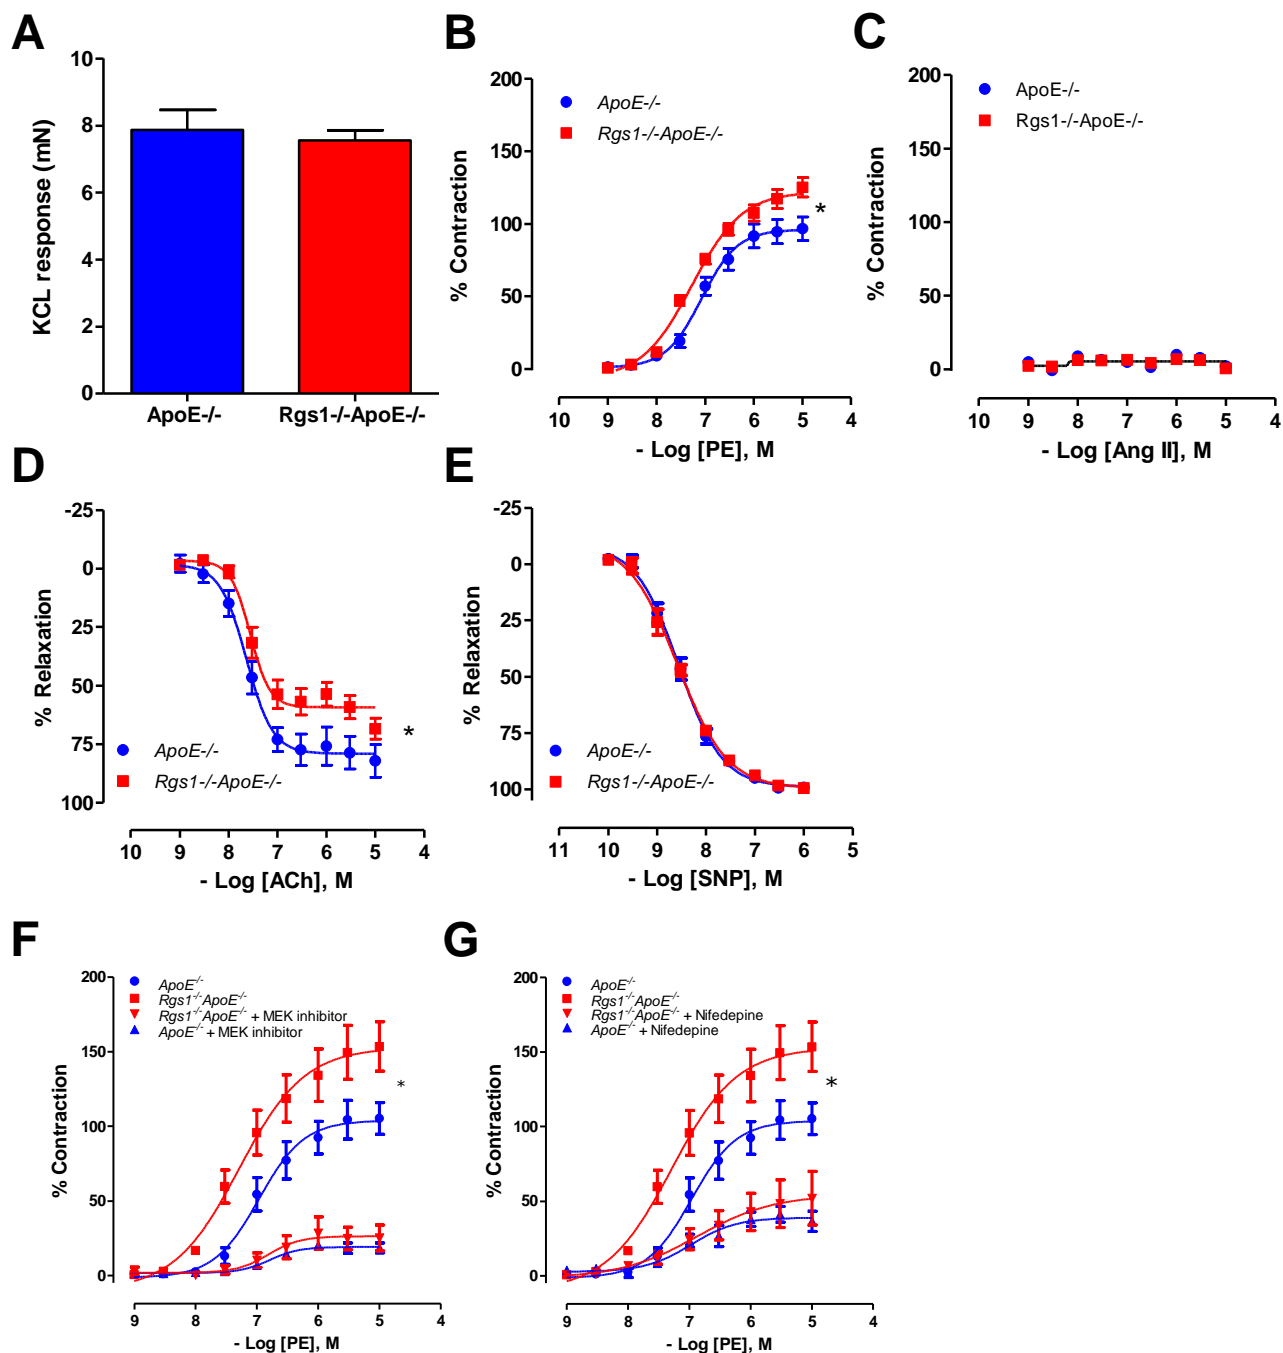 A
10
8
6
4
2
0
KCL response (mN)
ApoE-/-
Rgs1-/-ApoE-/-
B
200
150
100
50
0
% Contraction
ApoE-/-
Rgs1-/-ApoE-/-
*
10 9 8 7 6 5 4
- Log [PE], M
C
200
150
100
50
0
% Contraction
ApoE-/-
Rgs1-/-ApoE-/-
10 9 8 7 6 5 4
- Log [Ang II], M
D
-25
0
25
50
75
100
% Relaxation
ApoE-/-
Rgs1-/-ApoE-/-
*
10 9 8 7 6 5 4
- Log [ACh], M
E
-25
0
25
50
75
100
% Relaxation
ApoE-/-
Rgs1-/-ApoE-/-
11 10 9 8 7 6 5
- Log [SNP], M
F
200
150
100
50
0
% Contraction
ApoE-/-
Rgs1-/-ApoE-/-
Rgs1-/-ApoE-/- + MEK inhibitor
ApoE-/- + MEK inhibitor
*
9 8 7 6 5 4
- Log [PE], M
G
200
150
100
50
0
% Contraction
ApoE-/-
Rgs1-/-ApoE-/-
Rgs1-/-ApoE-/- + Nifedepine
ApoE-/- + Nifedepine
*
9 8 7 6 5 4
- Log [PE], M